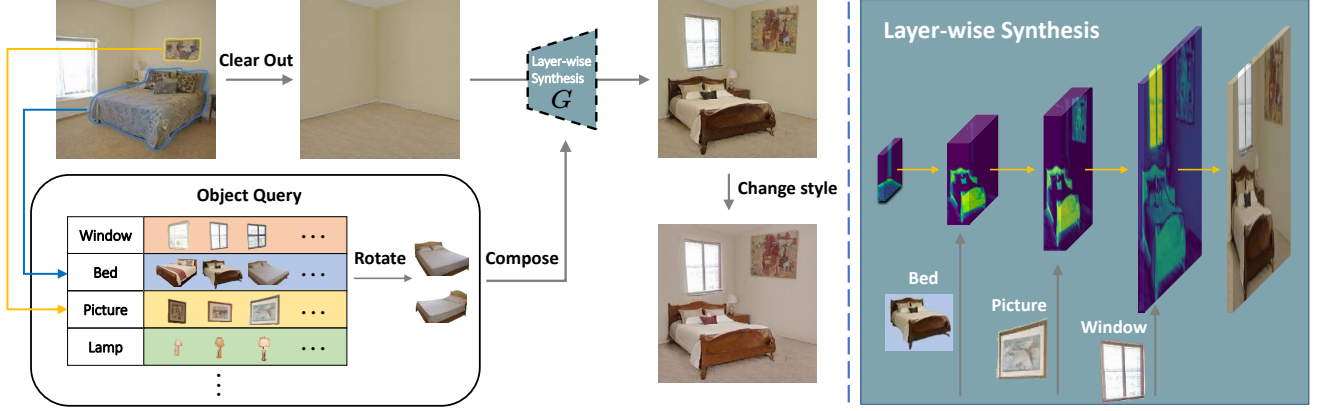 Clear Out
Layer-wise
Synthesis
G
Object Query
Window
...
Bed
...
Picture
...
Lamp
...
Rotate
Compose
Change style
Layer-wise Synthesis
Bed
Picture
Window